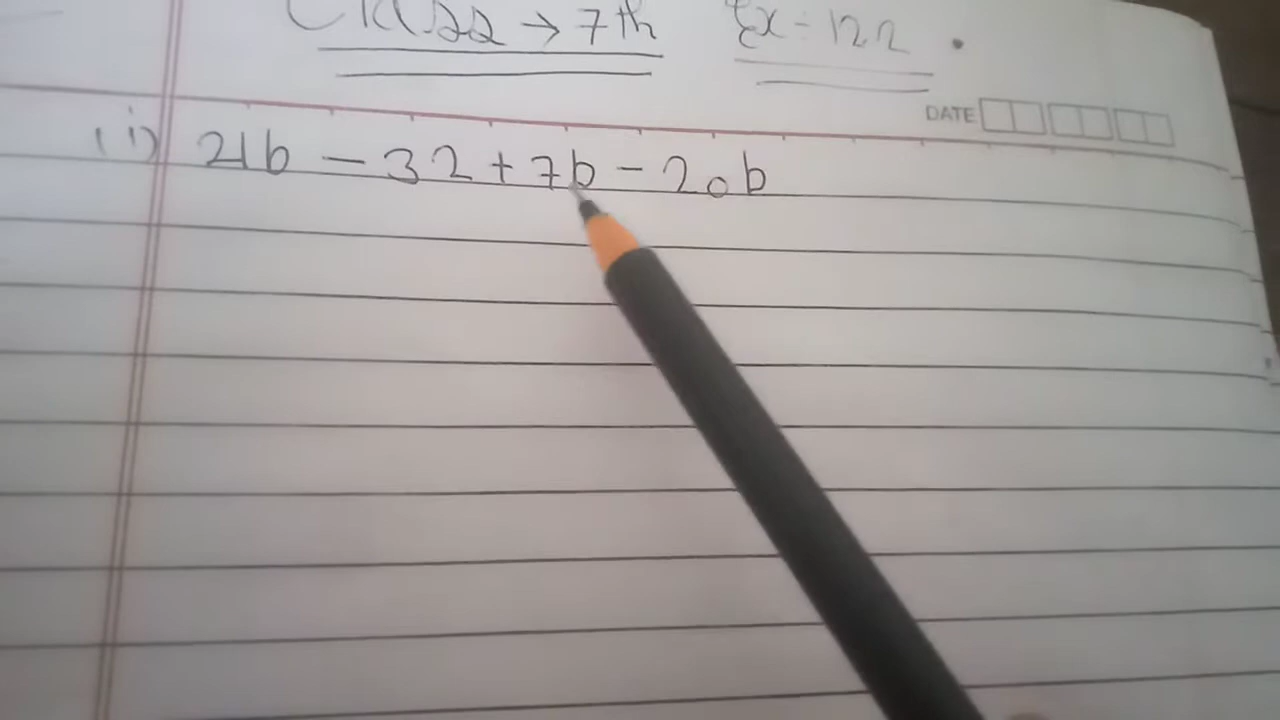 Class → 7th Ex - 12.2
DATE
(i) 21b - 32 + 7b - 20b